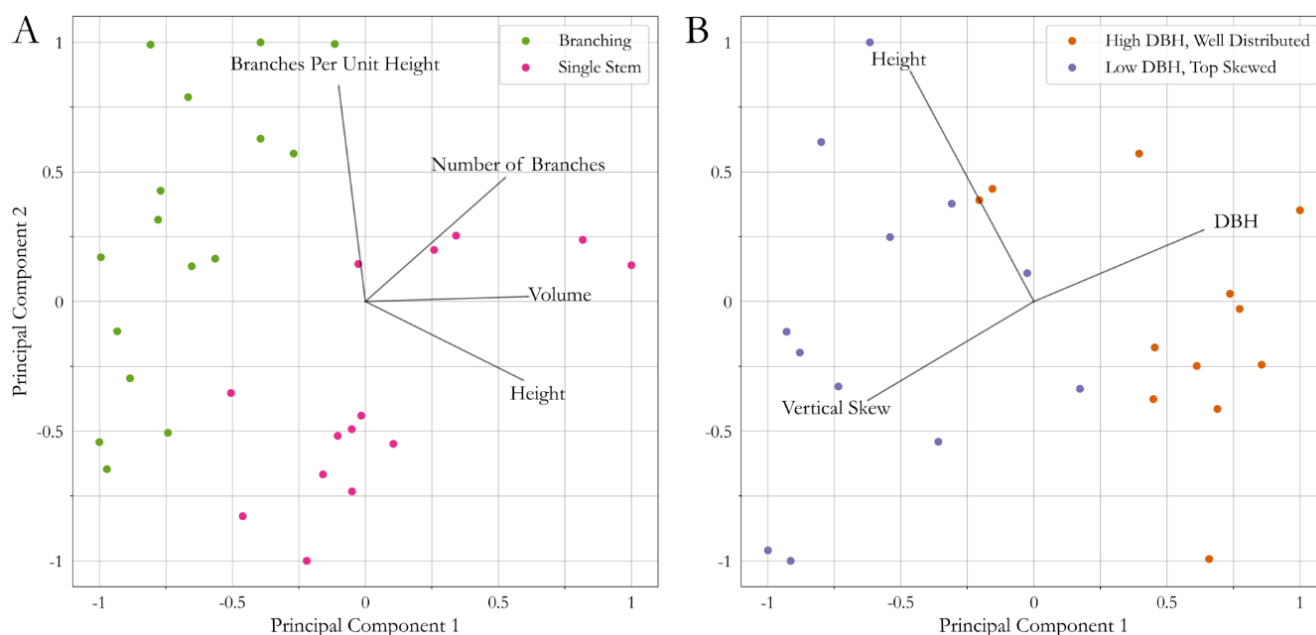 A
Branching
Single Stem
Branches Per Unit Height
Number of Branches
Volume
Height
1
0.5
0
-0.5
-1
Principal Component 2
-1
-0.5
0
0.5
1
Principal Component 1
B
High DBH, Well Distributed
Low DBH, Top Skewed
Height
DBH
Vertical Skew
1
0.5
0
-0.5
-1
-1
-0.5
0
0.5
1
Principal Component 1